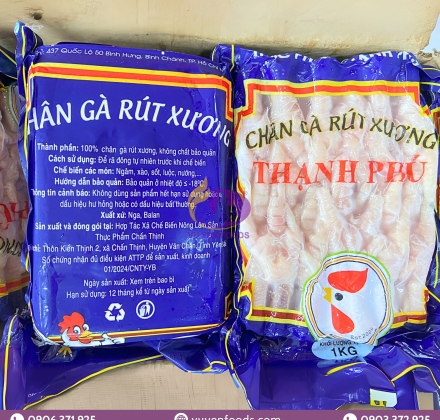 437 Quốc Lộ 50 Bình Hưng, Bình Chánh, TP. Hồ
CHÂN GÀ RÚT XƯƠNG
Thành phần: 100% chân gà rút xương, không chất bảo quản
Cách sử dụng: Để rã đông tự nhiên trước khi chế biến
Chế biến các món: Ngâm, xào, sốt, luộc, nướng,...
Hướng dẫn bảo quản: Bảo quản ở nhiệt độ ≤ -18°C
Thông tin cảnh báo: Không dùng sản phẩm hết hạn sử dụng hoặc
dấu hiệu hư hỏng hoặc có dấu hiệu bất thường
Xuất xứ: Nga, Balan
Sản xuất và đóng gói tại: Hợp Tác Xã Chế Biến Nông Lâm Sản
Thực Phẩm Chấn Thịnh
Thôn Kiến Thịnh 2, xã Chấn Thịnh, Huyện Văn Chấn, Tỉnh Yên
Số chứng nhận đủ điều kiện ATTP để sản xuất, kinh doanh
01/2024/CNTY-YB
Ngày sản xuất: Xem trên bao bì
Hạn sử dụng: 12 tháng kể từ ngày sản xuất
CHÂN GÀ RÚT XƯƠNG
THẠNH PHÚ
KHỐI LƯỢNG
1KG
0906 371 925
vuyenfoods.com
0903 372 925